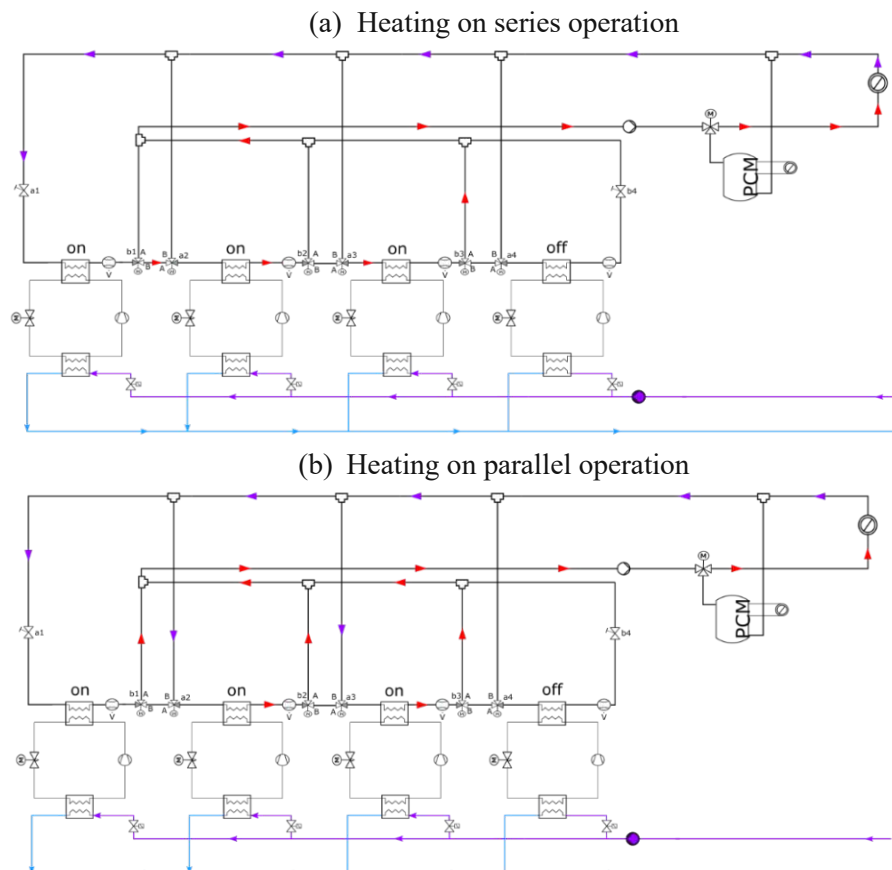 (a) Heating on series operation
M
PCM
a1
b4
on
b1 A
B
B
A
a2
on
b2 A
B
B
A
a3
on
b3 A
B
B
A
a4
off
V
V
V
V
M
M
M
M
(b) Heating on parallel operation
M
PCM
a1
b4
on
b1 A
B
B
A
a2
on
b2 A
B
B
A
a3
on
b3 A
B
B
A
a4
off
V
V
V
V
M
M
M
M